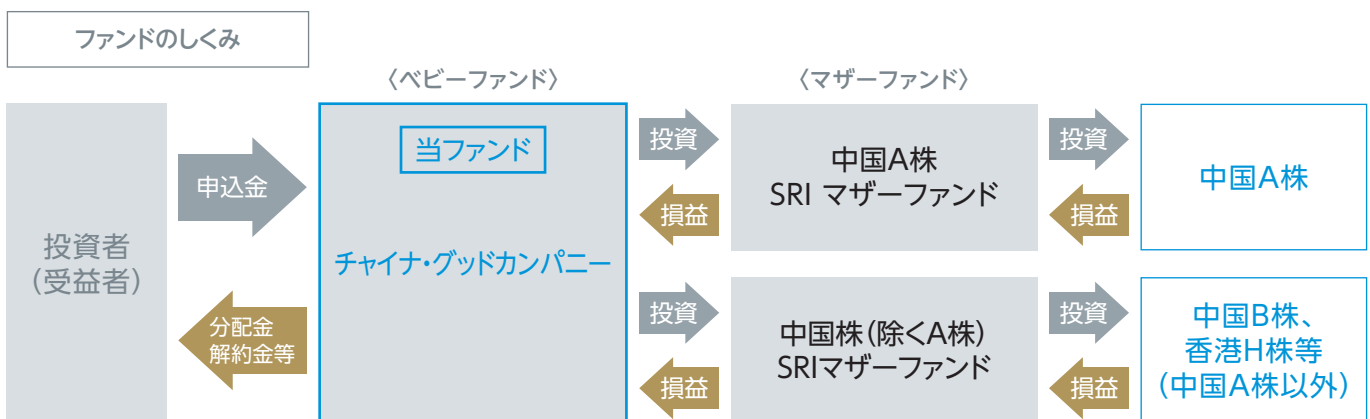 ファンドのしくみ
〈ベビーファンド〉
〈マザーファンド〉
投資者
（受益者）
申込金
分配金
解約金等
当ファンド
チャイナ・グッドカンパニー
投資
損益
投資
損益
中国A株
SRI マザーファンド
中国株（除くA株）
SRIマザーファンド
投資
損益
投資
損益
中国A株
中国B株、
香港H株等
（中国A株以外）